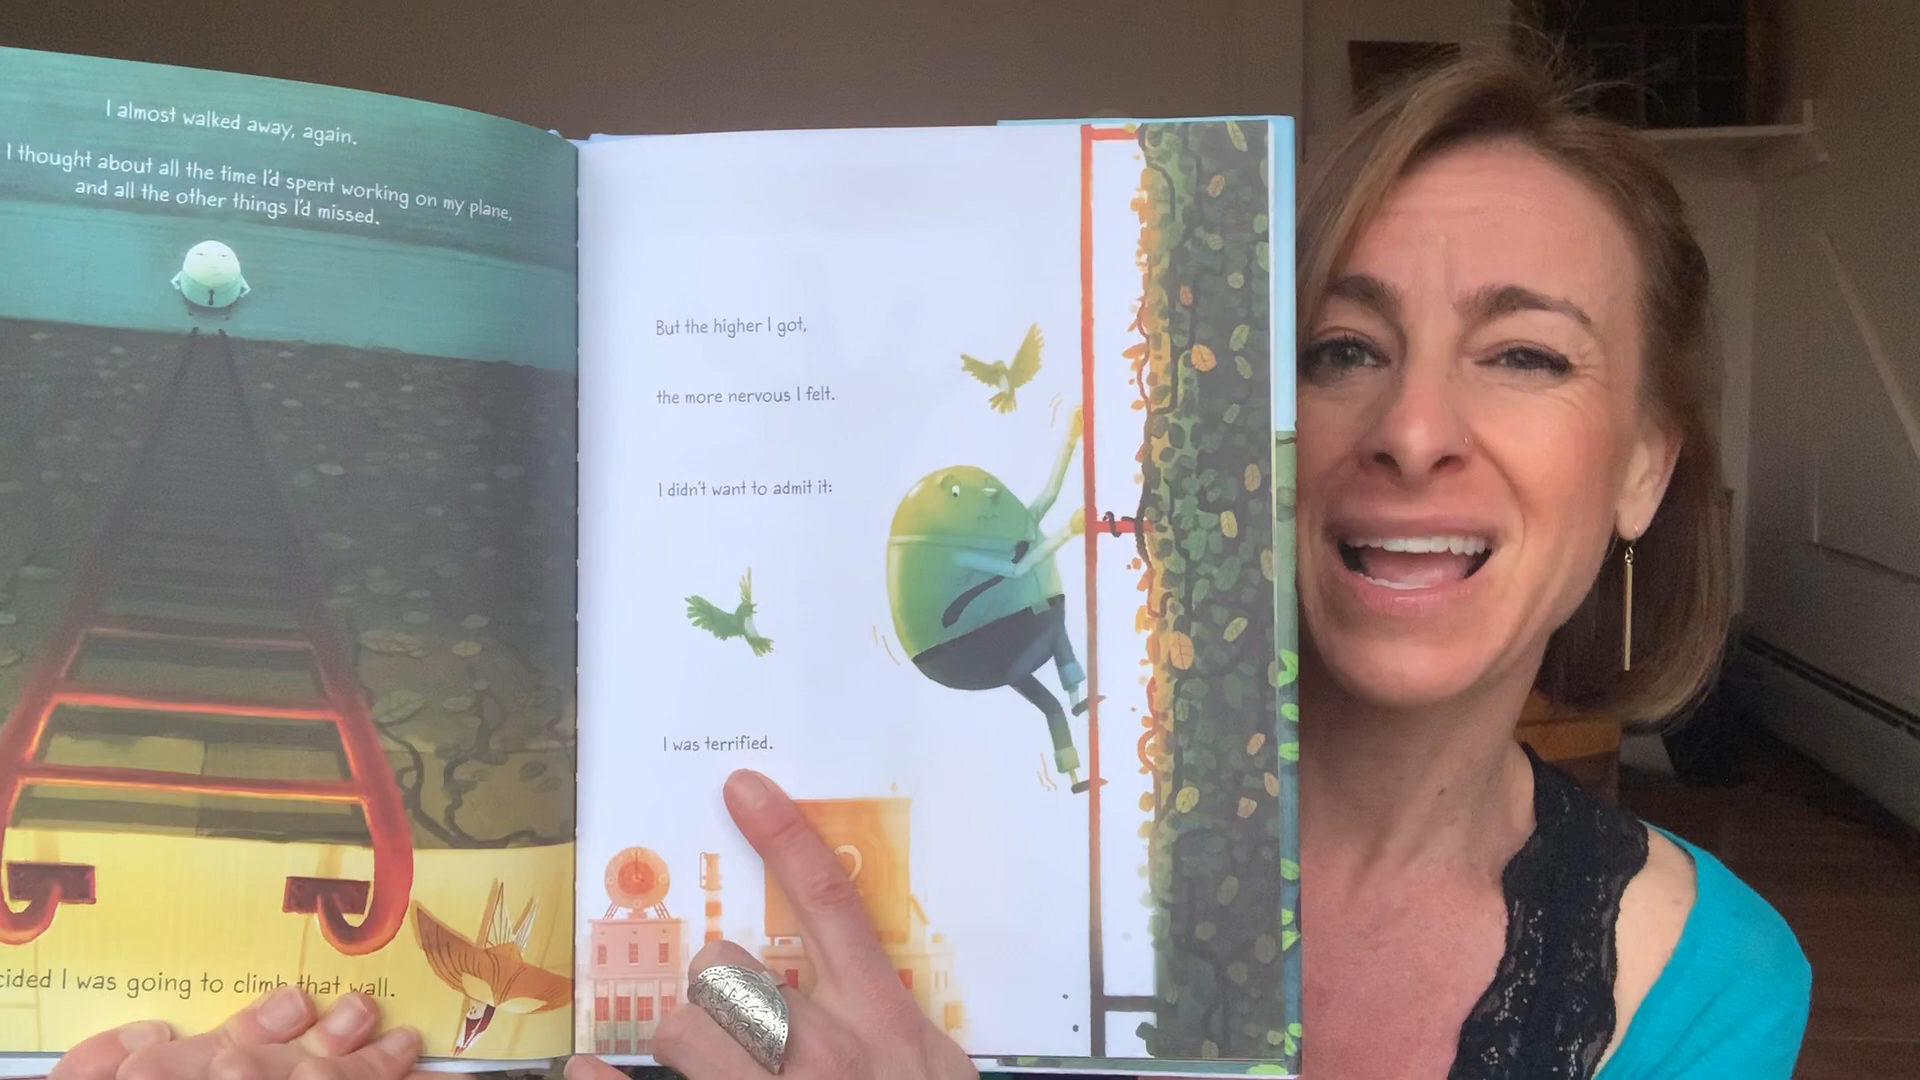 I almost walked away, again.
I thought about all the time I'd spent working on my plane,
and all the other things I'd missed.
cided I was going to climb that wall.
But the higher I got,
the more nervous I felt.
I didn't want to admit it:
I was terrified.